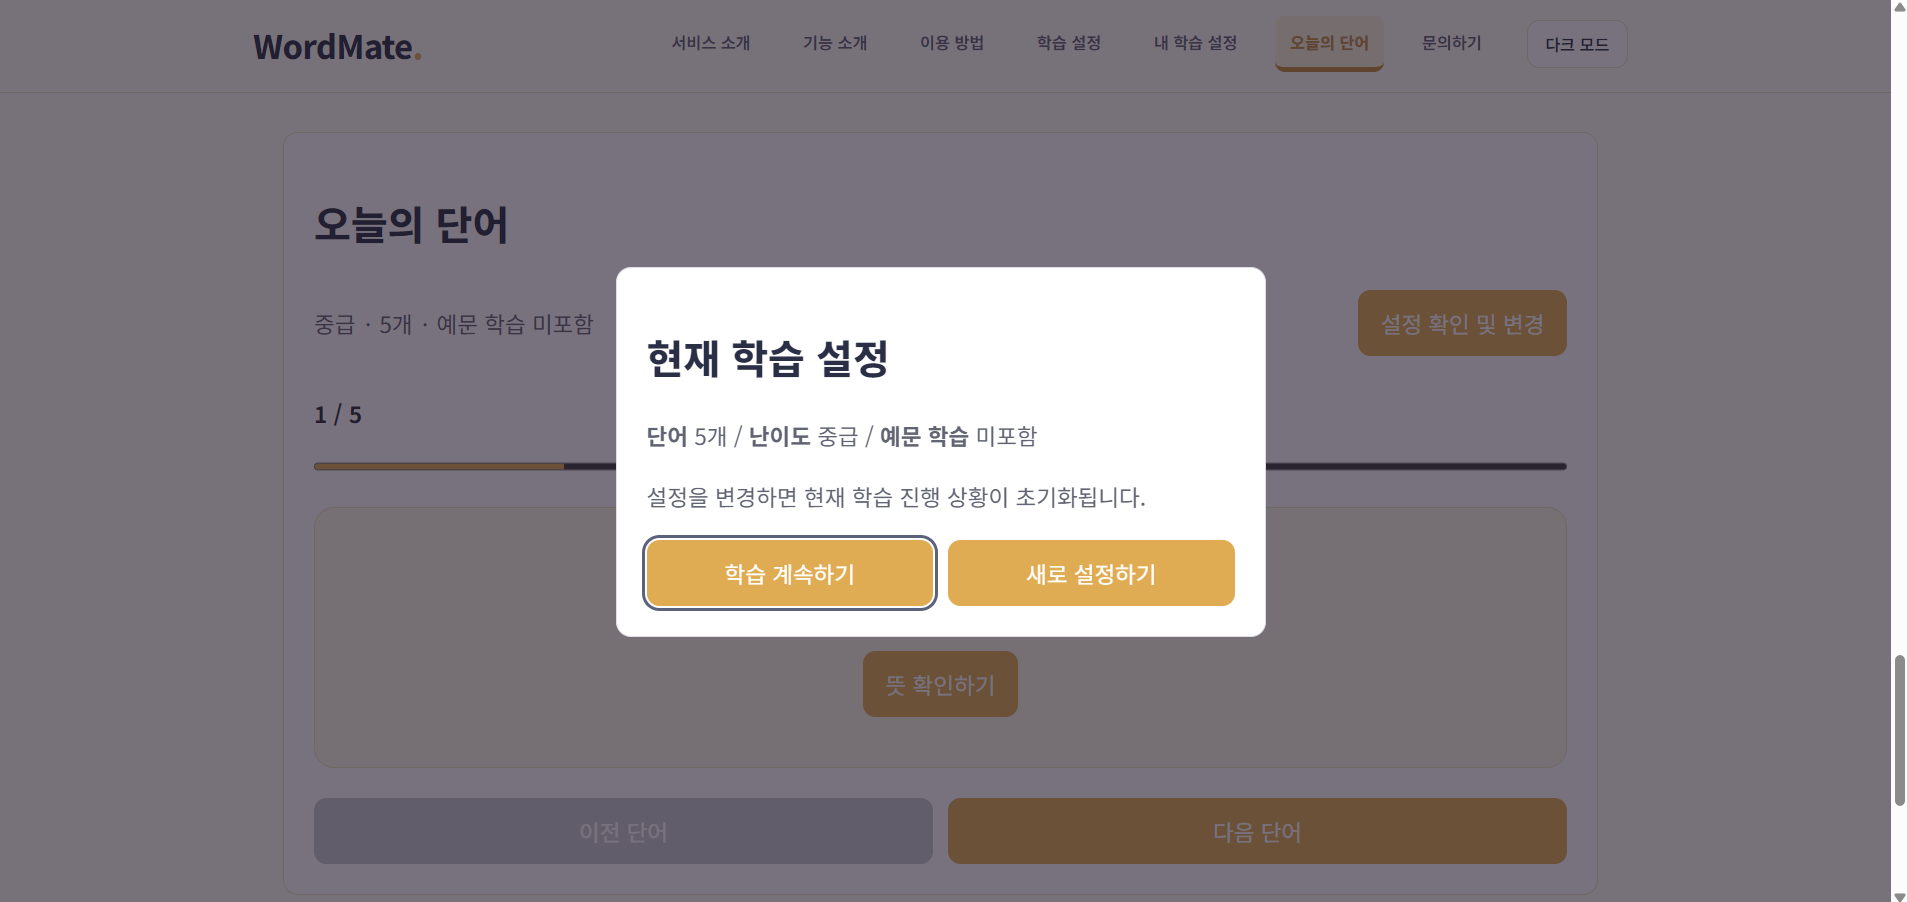 WordMate.
서비스 소개 기능 소개 이용 방법 학습 설정 내 학습 설정 오늘의 단어 문의하기 다크 모드
오늘의 단어
중급 · 5개 · 예문 학습 미포함
설정 확인 및 변경
1 / 5
현재 학습 설정
단어 5개 / 난이도 중급 / 예문 학습 미포함
설정을 변경하면 현재 학습 진행 상황이 초기화됩니다.
학습 계속하기 새로 설정하기
뜻 확인하기
이전 단어 다음 단어